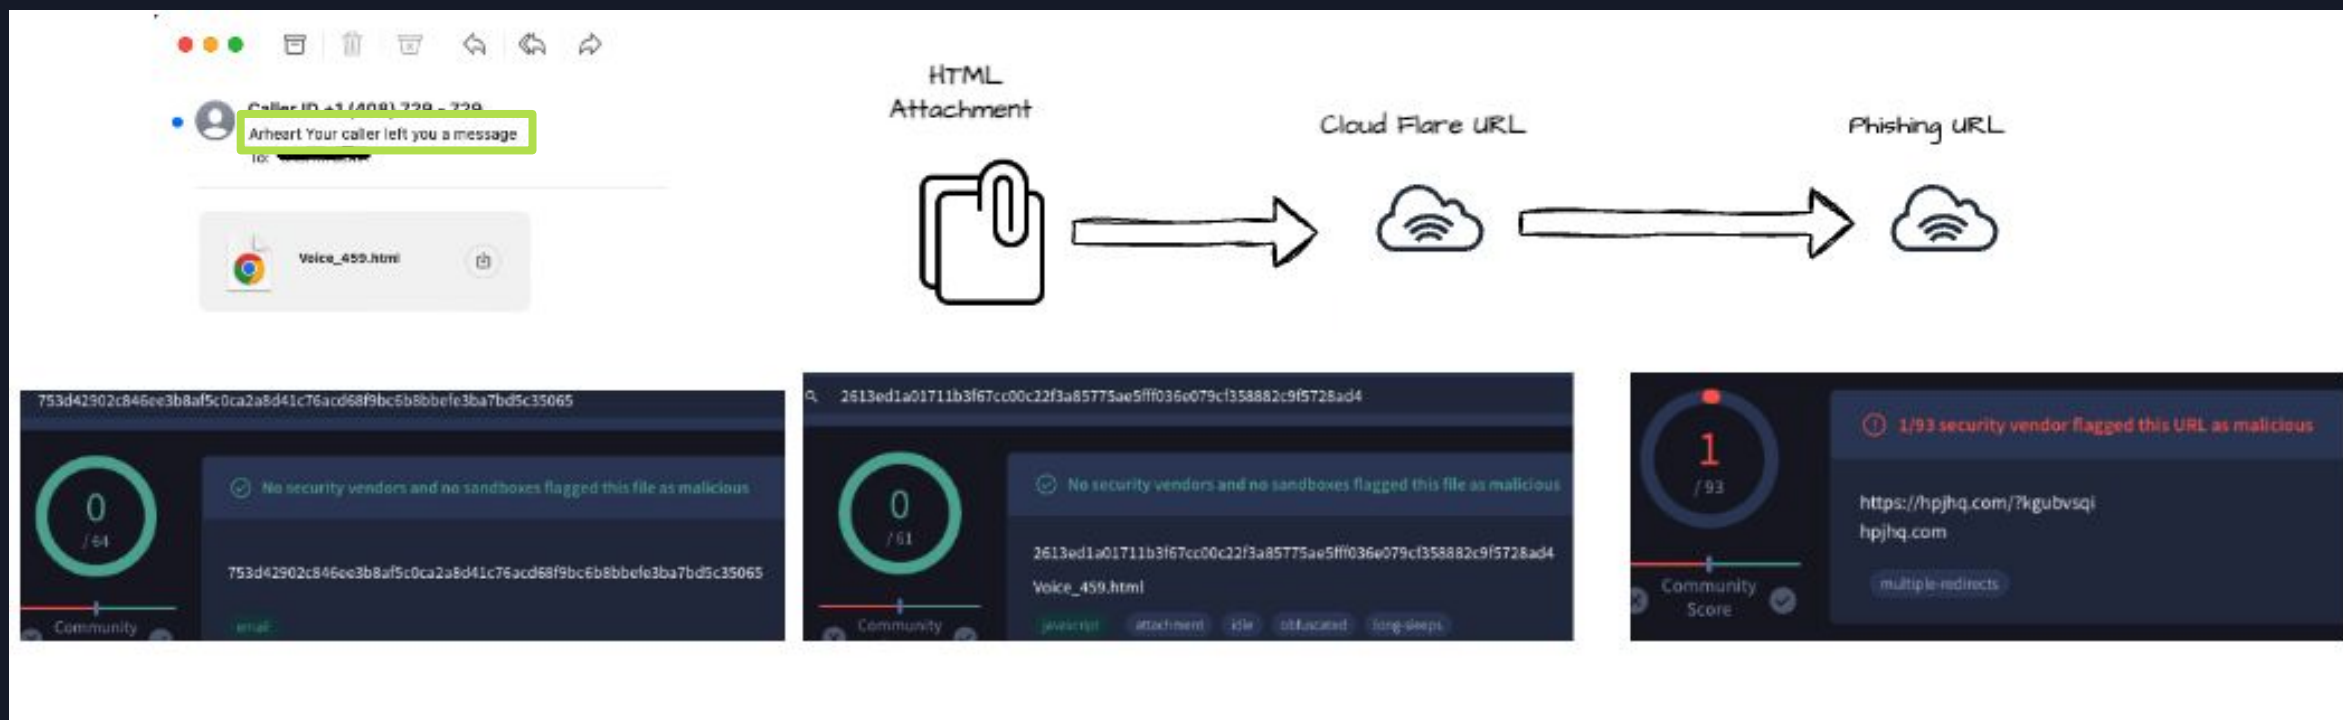 Caller ID +1 (408) 729 - 729
Arheart Your caller left you a message
To:
Voice_459.html
HTML
Attachment
Cloud Flare URL
Phishing URL
753d42902c846ee3b8af5c0ca2a8d41c76acd68f9bc6b8bbefe3ba7bd5c35065
0
/ 64
No security vendors and no sandboxes flagged this file as malicious
753d42902c846ee3b8af5c0ca2a8d41c76acd68f9bc6b8bbefe3ba7bd5c35065
Community
email
2613ed1a01711b3f67cc00c22f3a85775ae5fff036e079cf358882c9f5728ad4
0
/ 61
No security vendors and no sandboxes flagged this file as malicious
2613ed1a01711b3f67cc00c22f3a85775ae5fff036e079cf358882c9f5728ad4
Voice_459.html
Community
javascript attachment idle obfuscated long-sleeps
1
/ 93
1/93 security vendor flagged this URL as malicious
https://hpjhq.com/?kgubvsqi
hpjhq.com
Community
Score
multiple-redirects